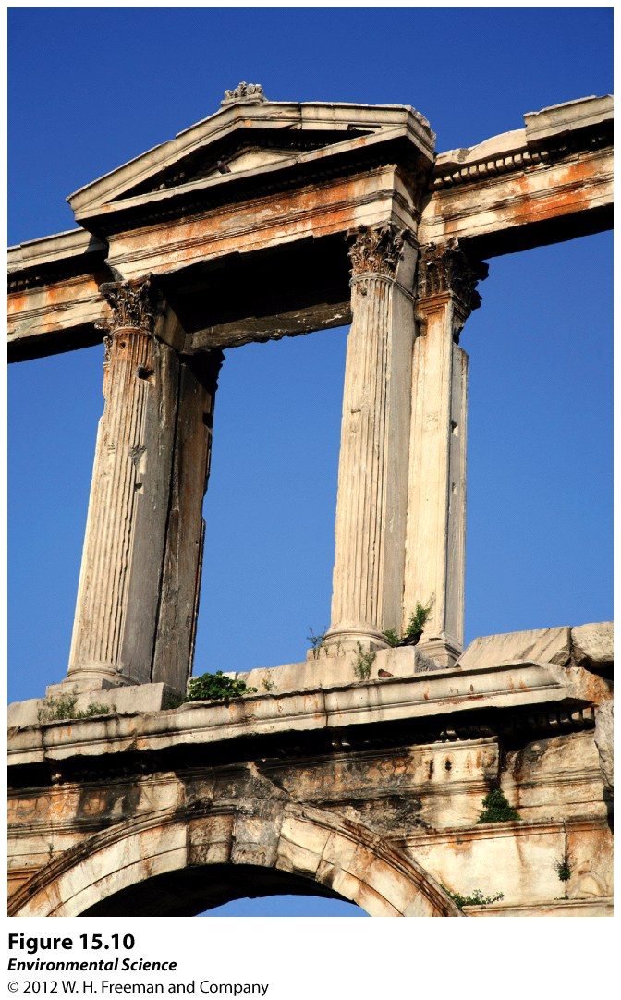 Figure 15.10
Environmental Science
© 2012 W. H. Freeman and Company